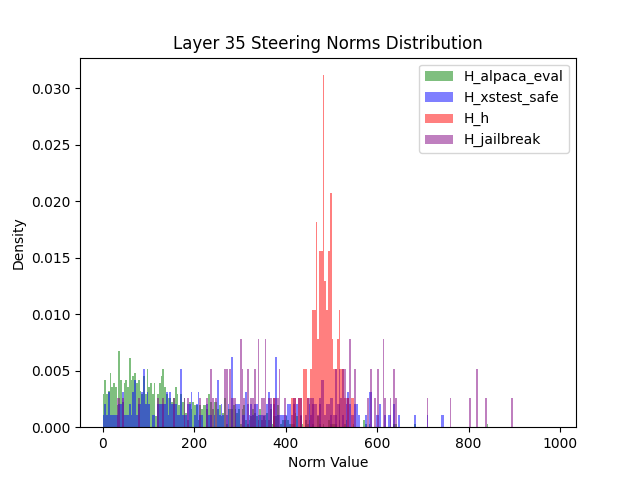 Layer 35 Steering Norms Distribution
H_alpaca_eval
H_xstest_safe
H_h
H_jailbreak
0.030
0.025
0.020
0.015
0.010
0.005
0.000
Density
0
200
400
600
800
1000
Norm Value